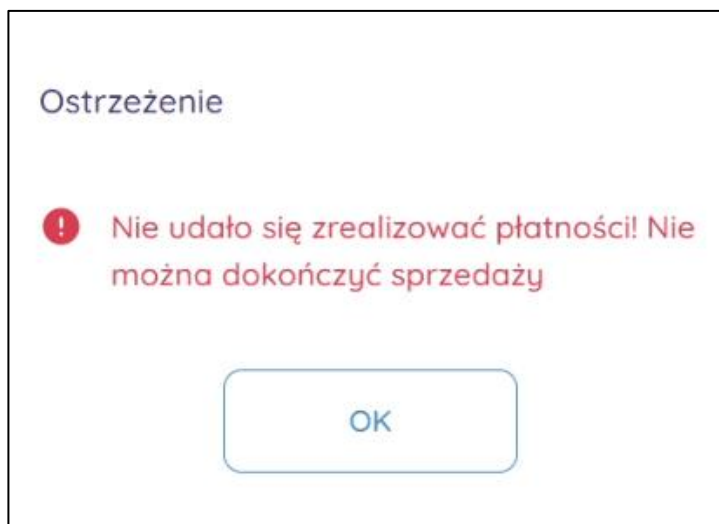 Ostrzeżenie
Nie udało się zrealizować płatności! Nie
można dokończyć sprzedaży
OK